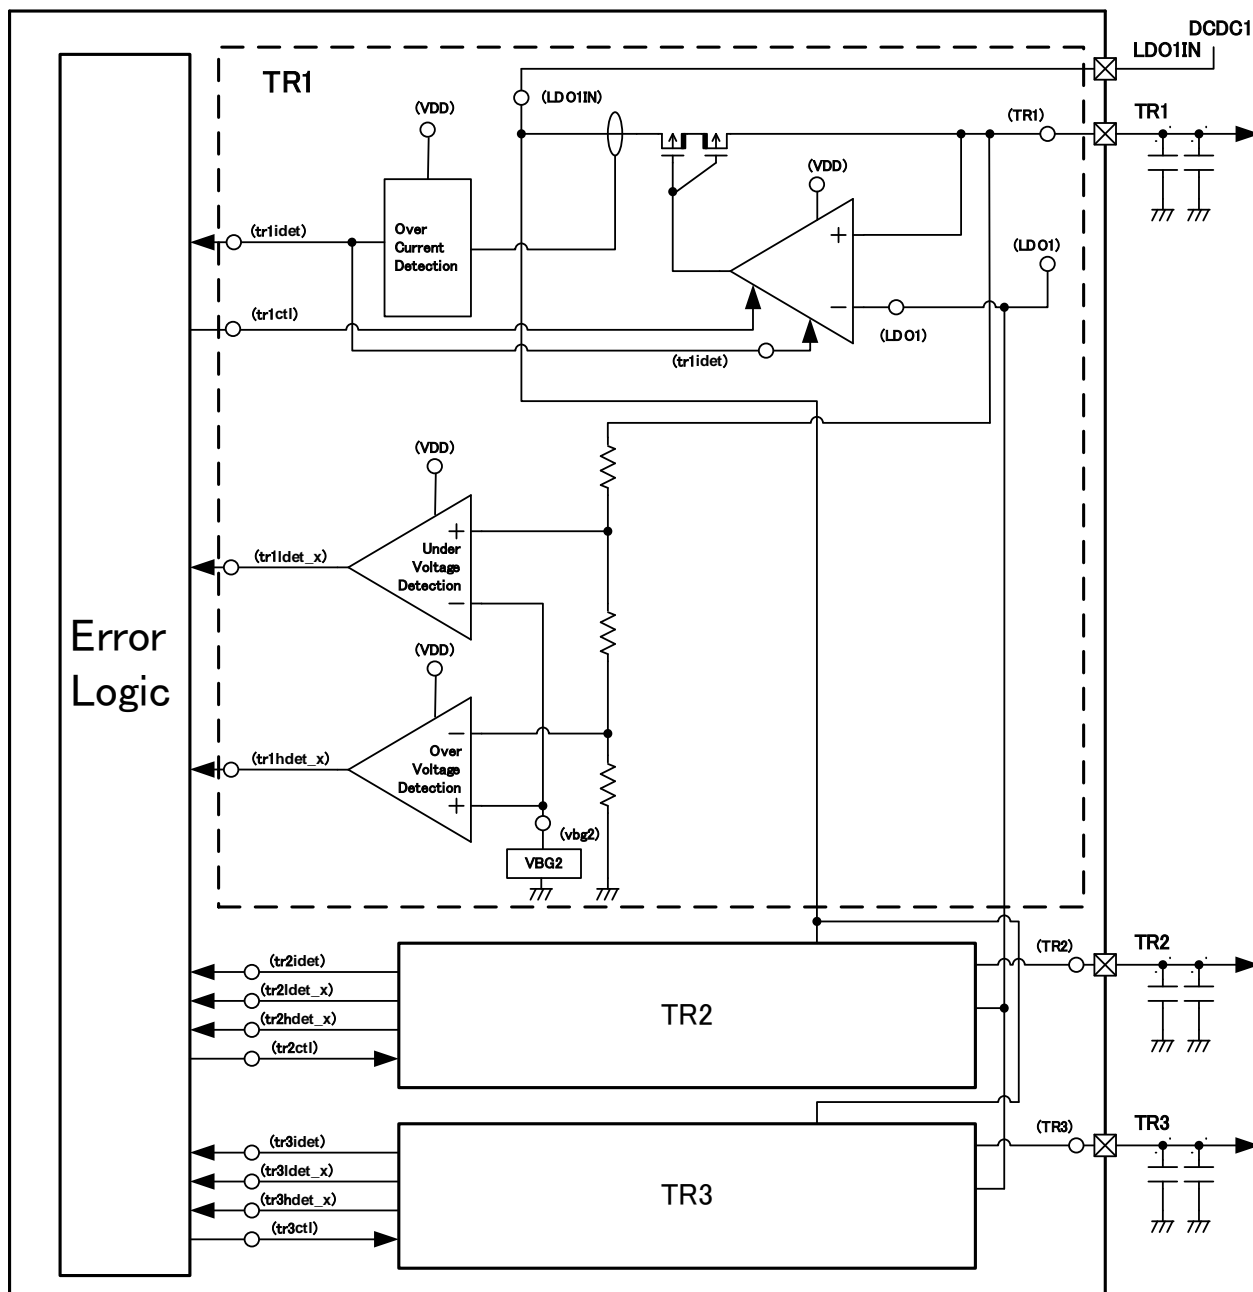 DCDC1
LDO1IN
TR1
(LDO1IN)
(VDD)
(TR1)
TR1
(VDD)
Over
Current
Detection
(tr1idet)
+
(LDO1)
(tr1ctl)
−
(LDO1)
(tr1idet)
(VDD)
+
Under
Voltage
Detection
−
(tr1ldet_x)
Error
Logic
(VDD)
−
Over
Voltage
Detection
+
(tr1hdet_x)
(vbg2)
VBG2
(tr2idet)
(tr2ldet_x)
(tr2hdet_x)
(tr2ctl)
TR2
(TR2)
TR2
(tr3idet)
(tr3ldet_x)
(tr3hdet_x)
(tr3ctl)
TR3
(TR3)
TR3